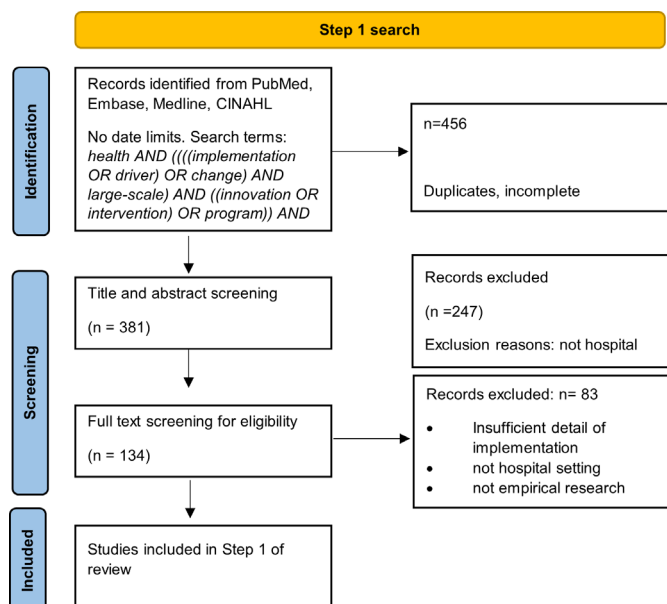 Step 1 search
Identification
Records identified from PubMed,
Embase, Medline, CINAHL
No date limits. Search terms:
health AND ((((implementation
OR driver) OR change) AND
large-scale) AND ((innovation OR
intervention) OR program)) AND
n=456
Duplicates, incomplete
Screening
Title and abstract screening
(n = 381)
Records excluded
(n =247)
Exclusion reasons: not hospital
Full text screening for eligibility
(n = 134)
Records excluded: n= 83
• Insufficient detail of
implementation
• not hospital setting
• not empirical research
Included
Studies included in Step 1 of
review